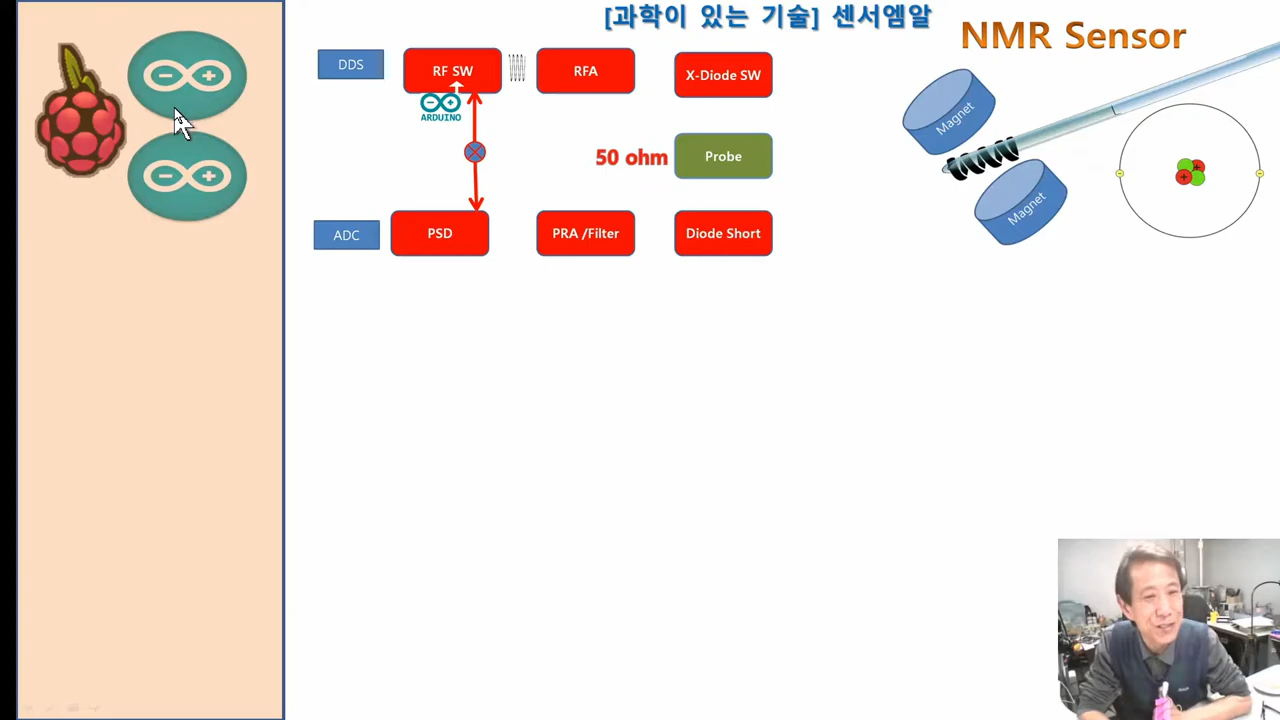 [과학이 있는 기술] 센서엠알
NMR Sensor
DDS
RF SW
RFA
X-Diode SW
ARDUINO
50 ohm
Probe
ADC
PSD
PRA /Filter
Diode Short
Magnet
Magnet